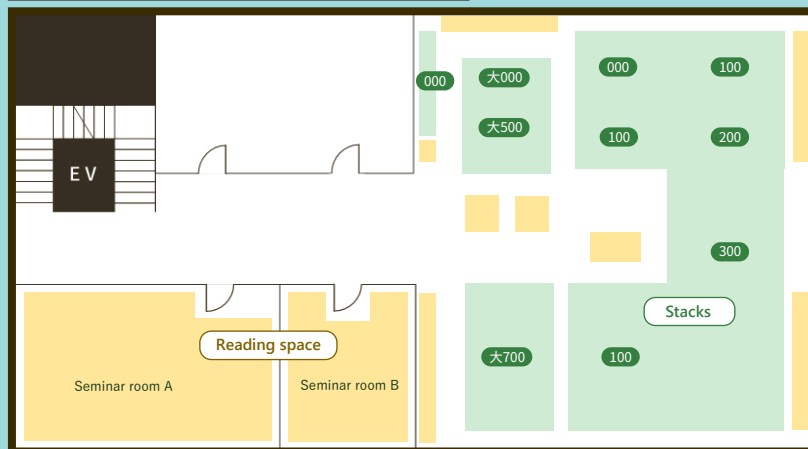 000
大000
000
100
大500
100
200
EV
300
Stacks
Reading space
大700
100
Seminar room A
Seminar room B